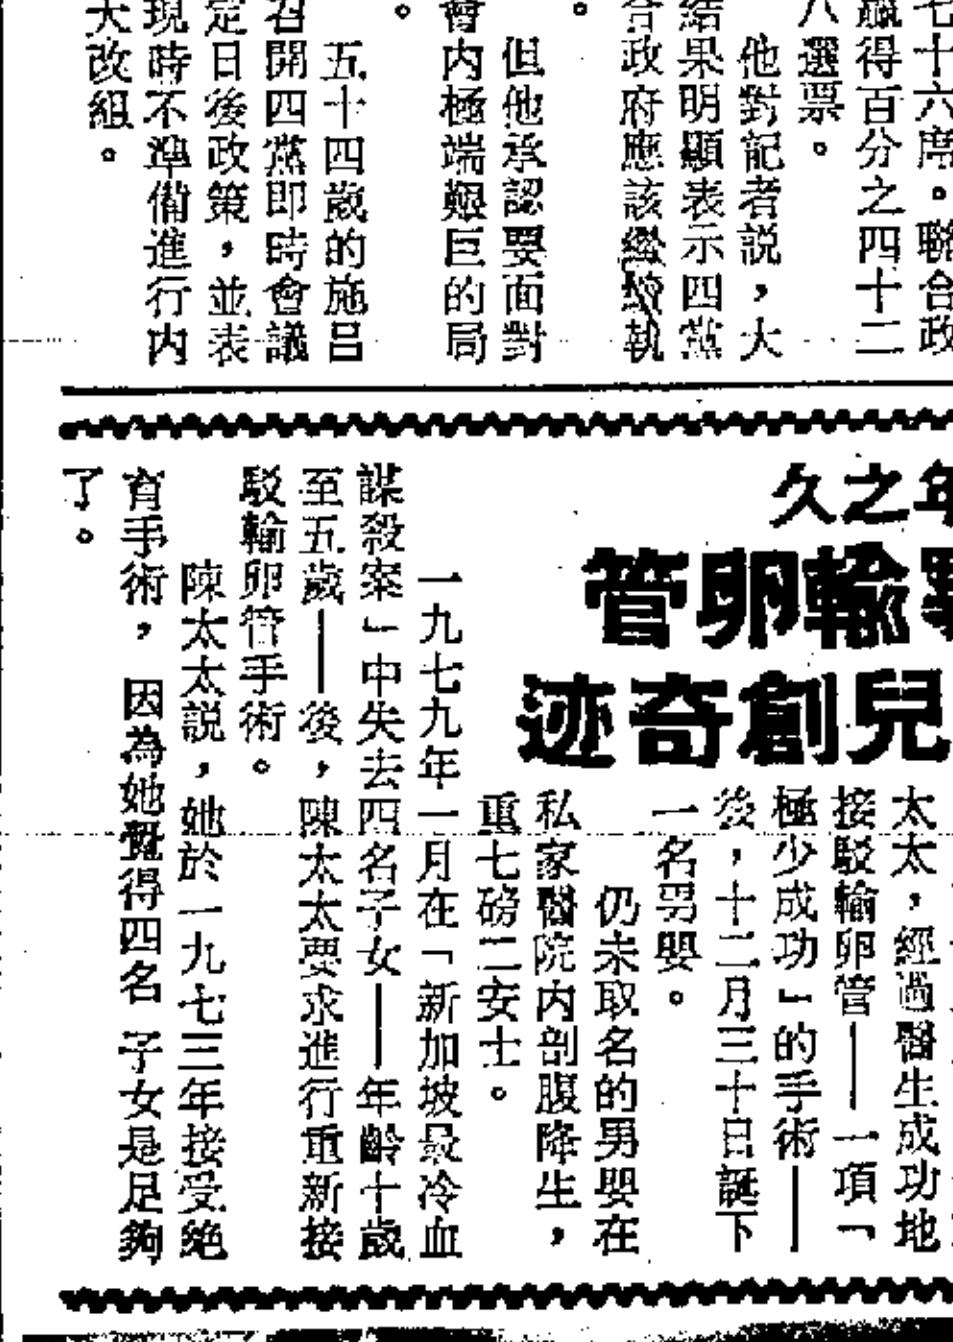 七十六席。聯合政
贏得百分之四十二
八選票。
他對記者説，大
結果明顯表示四黨
合政府應該繼續執
。
但他承認要面對
會内極端艱巨的局
。
五十四歲的施吕
召開四黨即時會議
定日後政策，並表
現時不準備進行内
大改組。
年之久
輸卵管
兒創奇迹
太太，經過醫生成功地
接駁輸卵管——一項「
極少成功」的手術——
後，十二月三十日誕下
一名男嬰。
仍未取名的男嬰在
私家醫院内剖腹降生，
重七磅二安士。
一九七九年一月在「新加坡最冷血
謀殺案」中失去四名子女——年齡十歲
至五歲——後，陳太太要求進行重新接
駁輸卵管手術。
陳太太説，她於一九七三年接受絶
育手術，因為她覺得四名子女是足夠
了。